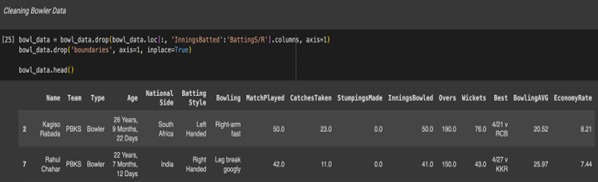 Cleaning Bowler Data
[25] bowl_data = bowl_data.drop(bowl_data.loc[:, 'InningsBatted':'BattingS/R'].columns, axis=1)
bowl_data.drop('boundaries', axis=1, inplace=True)
bowl_data.head()
Name Team Type Age National Side Batting Style Bowling MatchPlayed CatchesTaken StumpingsMade InningsBowled Overs Wickets Best BowlingAVG EconomyRate
2 Kagiso Rabada PBKS Bowler 26 Years, 9 Months, 22 Days South Africa Left Handed Right-arm fast 50.0 23.0 0.0 50.0 190.0 76.0 4/21 v RCB 20.52 8.21
7 Rahul Chahar PBKS Bowler 22 Years, 7 Months, 12 Days India Right Handed Leg break googly 42.0 11.0 0.0 41.0 150.0 43.0 4/27 v KKR 25.97 7.44